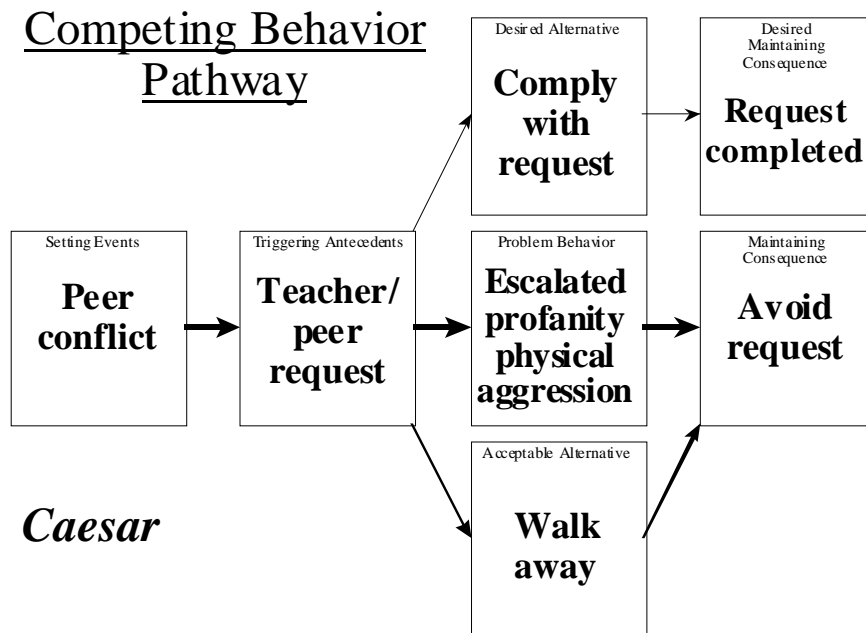 Competing Behavior
Pathway
Desired Alternative
Comply
with
request
Desired
Maintaining
Consequence
Request
completed
Setting Events
Peer
conflict
Triggering Antecedents
Teacher/
peer
request
Problem Behavior
Escalated
profanity
physical
aggression
Maintaining
Consequence
Avoid
request
Caesar
Acceptable Alternative
Walk
away